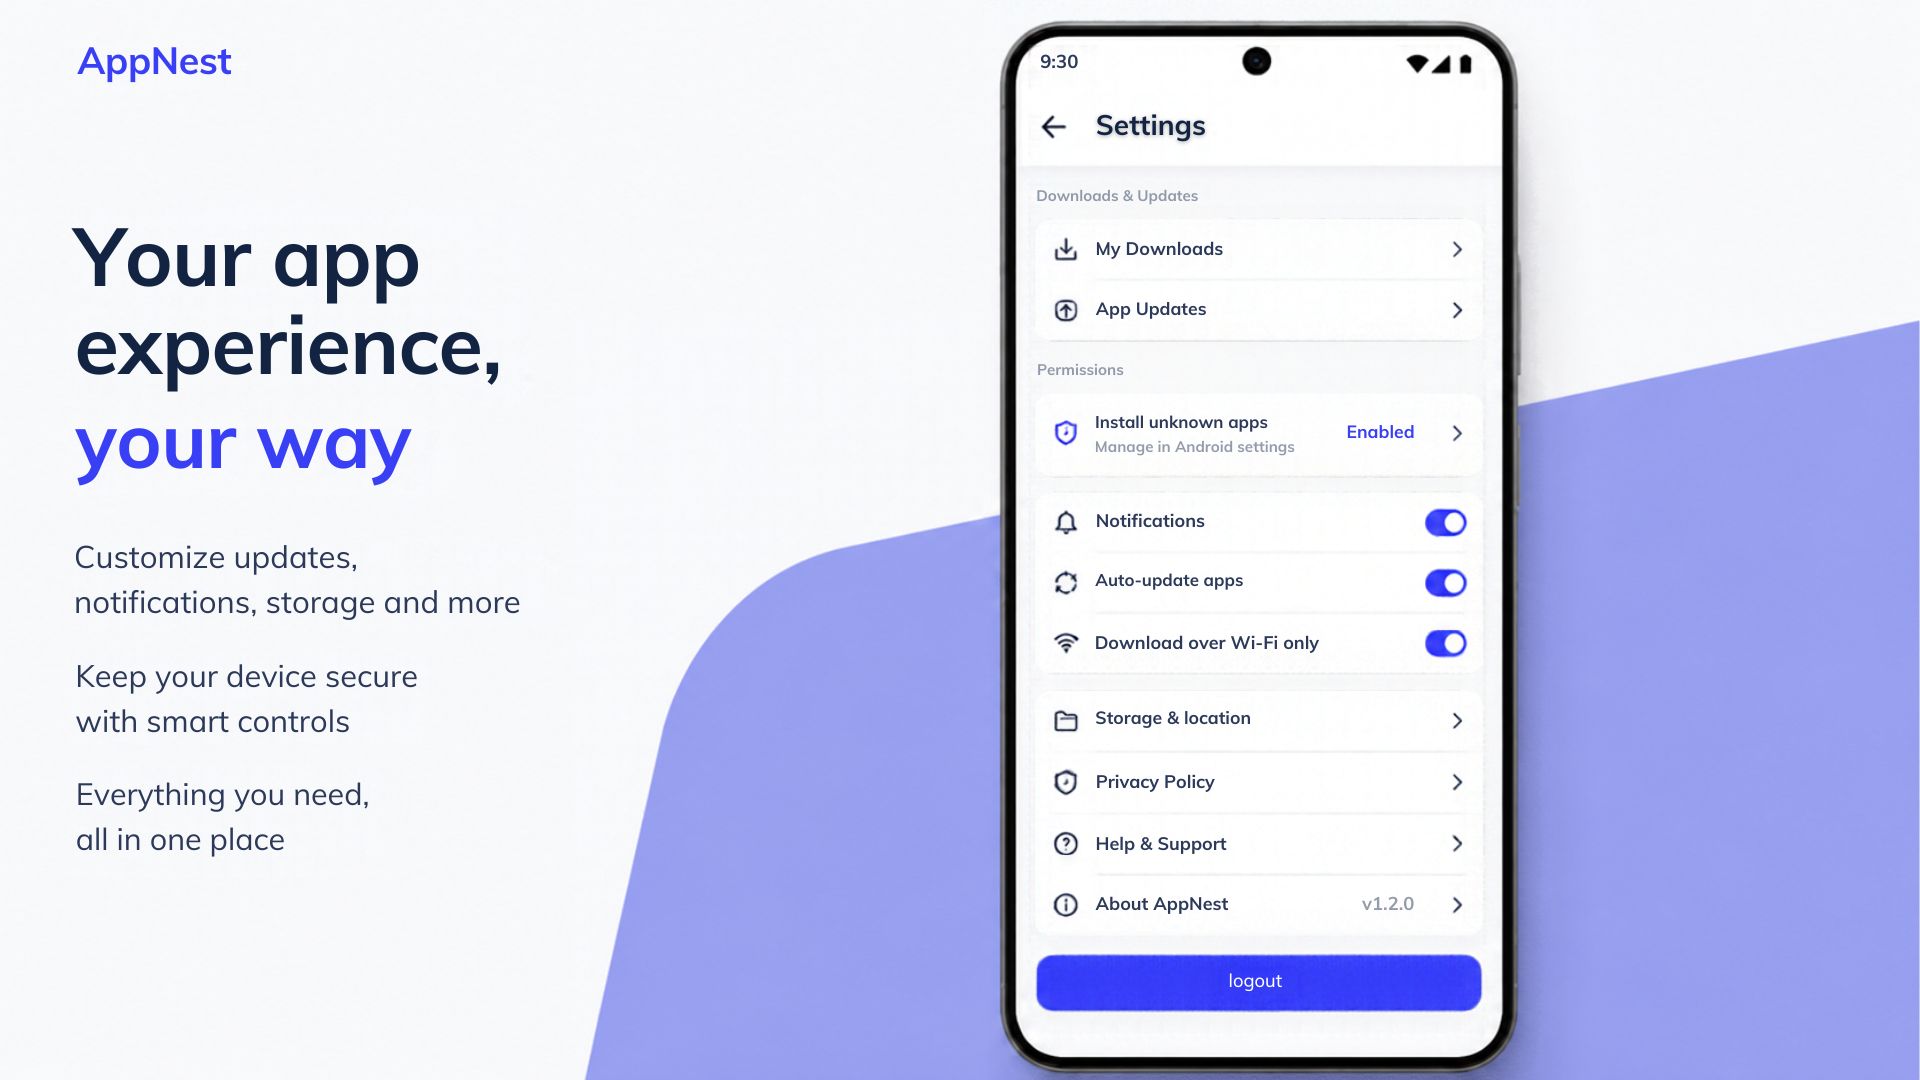 AppNest
Your app
experience,
your way
Customize updates,
notifications, storage and more
Keep your device secure
with smart controls
Everything you need,
all in one place
9:30
Settings
Downloads & Updates
My Downloads
App Updates
Permissions
Install unknown apps
Manage in Android settings
Enabled
Notifications
Auto-update apps
Download over Wi-Fi only
Storage & location
Privacy Policy
Help & Support
About AppNest v1.2.0
logout